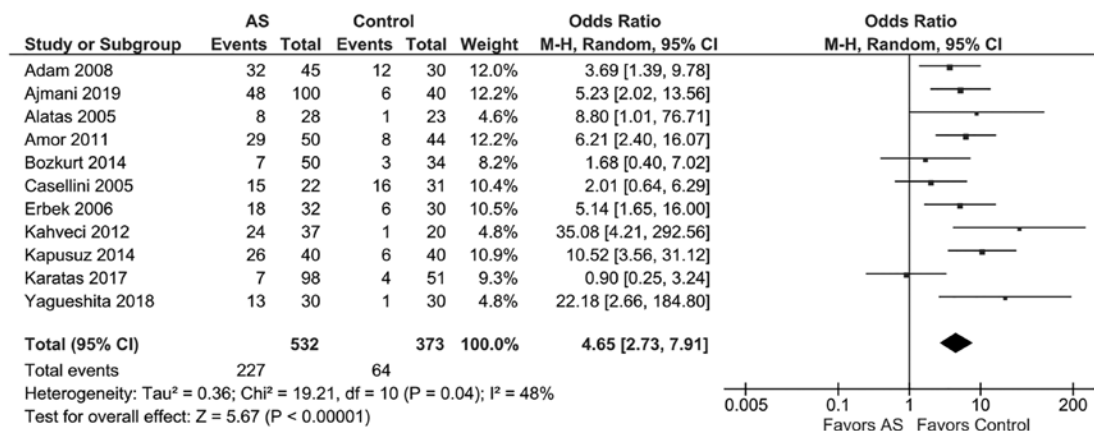 AS Control Odds Ratio Odds Ratio
Study or Subgroup Events Total Events Total Weight M-H, Random, 95% CI M-H, Random, 95% CI
Adam 2008 32 45 12 30 12.0% 3.69 [1.39, 9.78]
Ajmani 2019 48 100 6 40 12.2% 5.23 [2.02, 13.56]
Alatas 2005 8 28 1 23 4.6% 8.80 [1.01, 76.71]
Amor 2011 29 50 8 44 12.2% 6.21 [2.40, 16.07]
Bozkurt 2014 7 50 3 34 8.2% 1.68 [0.40, 7.02]
Casellini 2005 15 22 16 31 10.4% 2.01 [0.64, 6.29]
Erbek 2006 18 32 6 30 10.5% 5.14 [1.65, 16.00]
Kahveci 2012 24 37 1 20 4.8% 35.08 [4.21, 292.56]
Kapusuz 2014 26 40 6 40 10.9% 10.52 [3.56, 31.12]
Karatas 2017 7 98 4 51 9.3% 0.90 [0.25, 3.24]
Yagueshita 2018 13 30 1 30 4.8% 22.18 [2.66, 184.80]
Total (95% CI) 532 373 100.0% 4.65 [2.73, 7.91]
Total events 227 64
Heterogeneity: Tau² = 0.36; Chi² = 19.21, df = 10 (P = 0.04); I² = 48%
Test for overall effect: Z = 5.67 (P < 0.00001)
0.005 0.1 1 10 200
Favors AS Favors Control